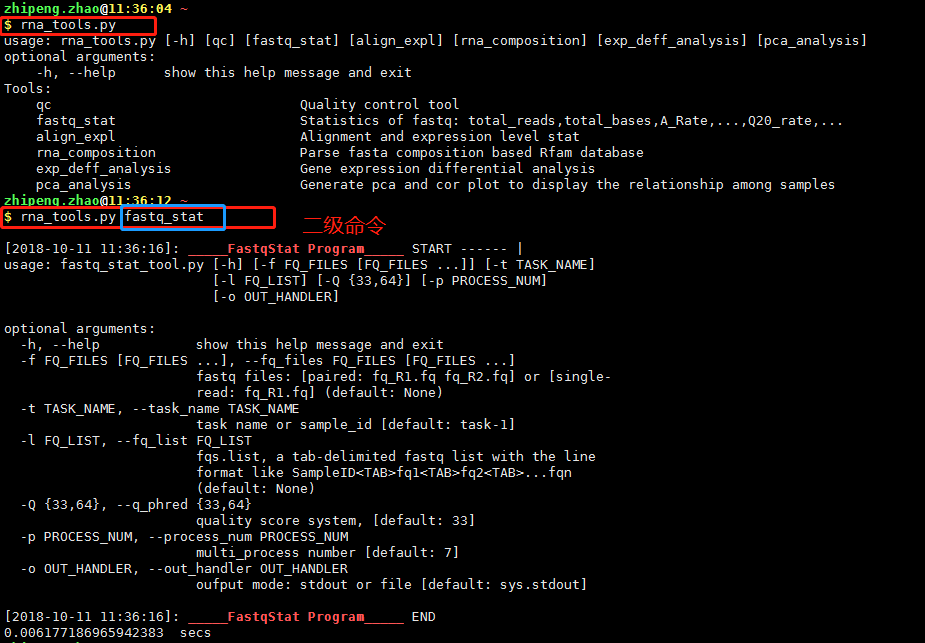 zhipeng.zhao@11:36:04 ~
$ rna_tools.py
usage: rna_tools.py [-h] [qc] [fastq_stat] [align_expl] [rna_composition] [exp_deff_analysis] [pca_analysis]
optional arguments:
    -h, --help      show this help message and exit
Tools:
    qc                               Quality control tool
    fastq_stat                       Statistics of fastq: total_reads,total_bases,A_Rate,...,Q20_rate,...
    align_expl                       Alignment and expression level stat
    rna_composition                  Parse fasta composition based Rfam database
    exp_deff_analysis                Gene expression differential analysis
    pca_analysis                     Generate pca and cor plot to display the relationship among samples
zhipeng.zhao@11:36:12 ~
$ rna_tools.py fastq_stat
二级命令
[2018-10-11 11:36:16]: _____FastqStat Program_____ START ------ |
usage: fastq_stat_tool.py [-h] [-f FQ_FILES [FQ_FILES ...]] [-t TASK_NAME]
                          [-l FQ_LIST] [-Q {33,64}] [-p PROCESS_NUM]
                          [-o OUT_HANDLER]
optional arguments:
  -h, --help            show this help message and exit
  -f FQ_FILES [FQ_FILES ...], --fq_files FQ_FILES [FQ_FILES ...]
                        fastq files: [paired: fq_R1.fq fq_R2.fq] or [single-
                        read: fq_R1.fq] (default: None)
  -t TASK_NAME, --task_name TASK_NAME
                        task name or sample_id [default: task-1]
  -l FQ_LIST, --fq_list FQ_LIST
                        fqs.list, a tab-delimited fastq list with the line
                        format like SampleID<TAB>fq1<TAB>fq2<TAB>...fqn
                        (default: None)
  -Q {33,64}, --q_phred {33,64}
                        quality score system, [default: 33]
  -p PROCESS_NUM, --process_num PROCESS_NUM
                        multi_process number [default: 7]
  -o OUT_HANDLER, --out_handler OUT_HANDLER
                        oufput mode: stdout or file [default: sys.stdout]
[2018-10-11 11:36:16]: _____FastqStat Program_____ END
0.006177186965942383  secs